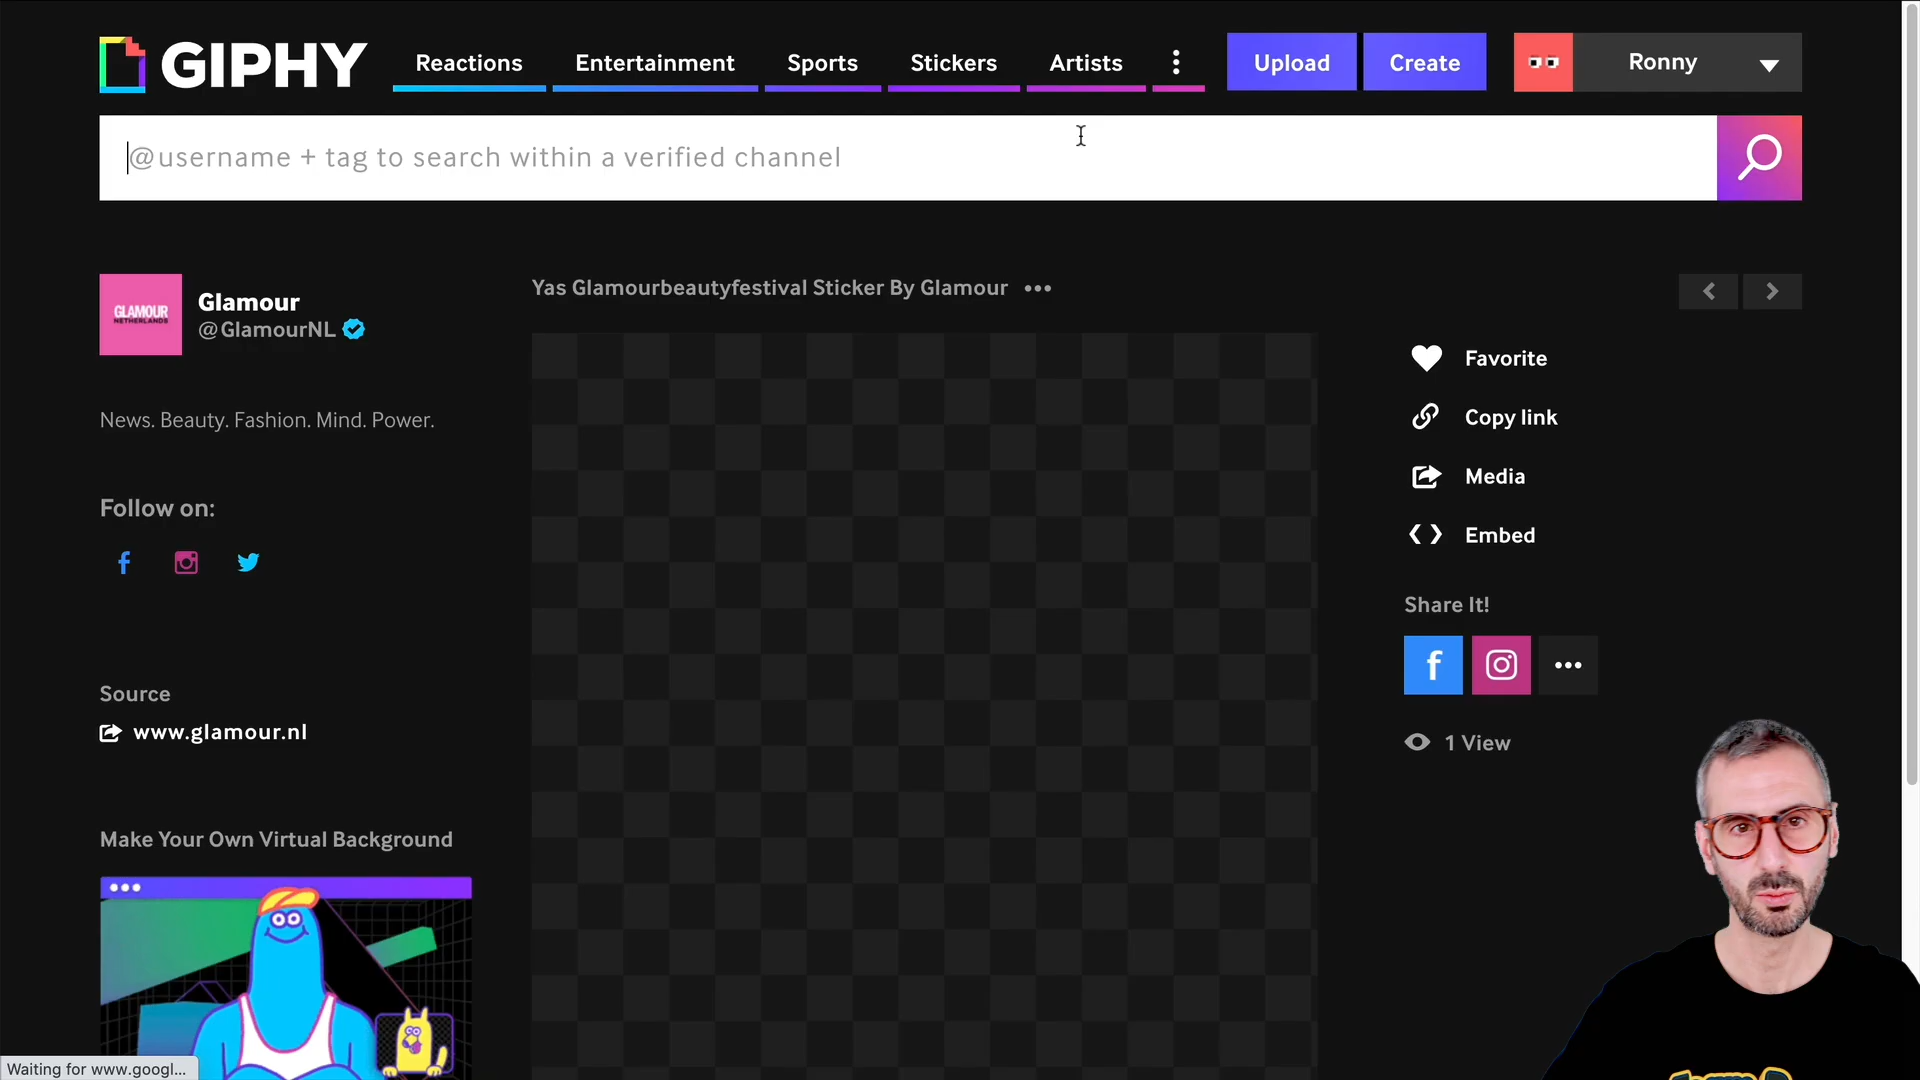 GIPHY
Reactions
Entertainment
Sports
Stickers
Artists
Upload
Create
Ronny
@username + tag to search within a verified channel
GLAMOUR
NETHERLANDS
Glamour
@GlamourNL
News. Beauty. Fashion. Mind. Power.
Follow on:
Source
www.glamour.nl
Make Your Own Virtual Background
Yas Glamourbeautyfestival Sticker By Glamour
Favorite
Copy link
Media
Embed
Share It!
1 View
Waiting for www.googl...